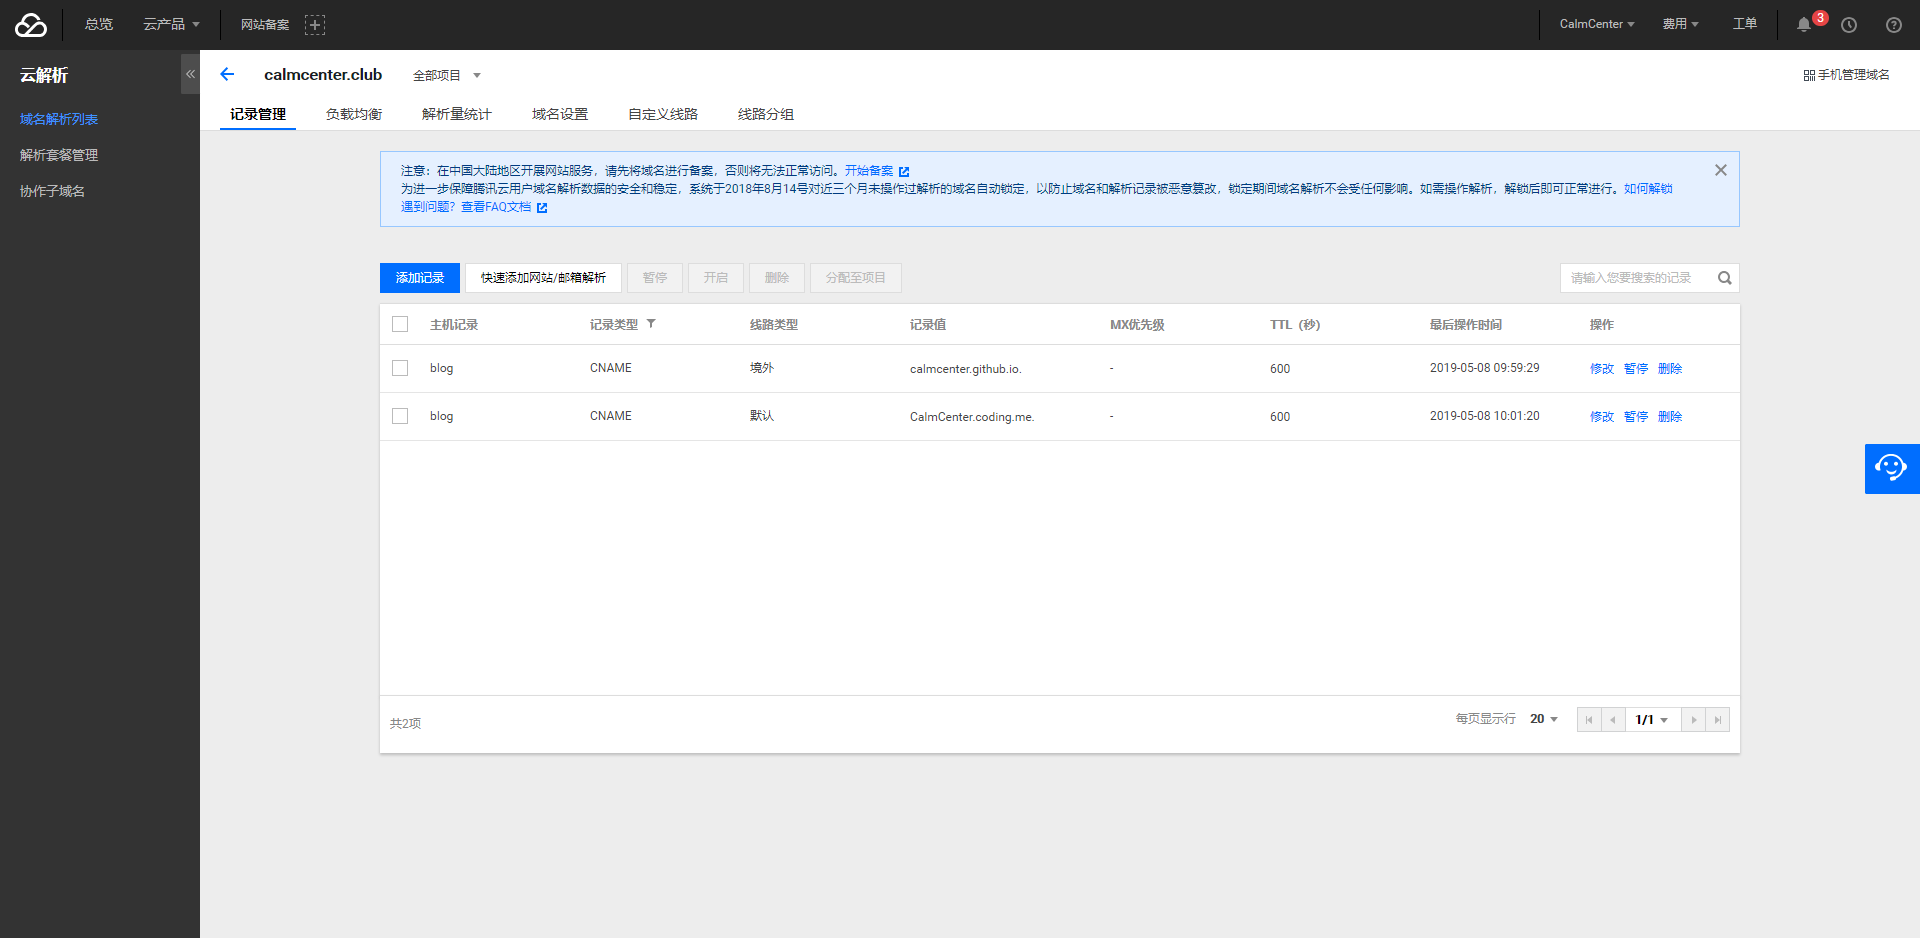 总览 云产品 网站备案 CalmCenter 费用 工单 3
云解析
域名解析列表
解析套餐管理
协作子域名
calmcenter.club 全部项目 手机管理域名
记录管理 负载均衡 解析量统计 域名设置 自定义线路 线路分组
注意：在中国大陆地区开展网站服务，请先将域名进行备案，否则将无法正常访问。开始备案
为进一步保障腾讯云用户域名解析数据的安全和稳定，系统于2018年8月14号对近三个月未操作过解析的域名自动锁定，以防止域名和解析记录被恶意篡改，锁定期间域名解析不会受任何影响。如需操作解析，解锁后即可正常进行。如何解锁
遇到问题？查看FAQ文档
添加记录 快速添加网站/邮箱解析 暂停 开启 删除 分配至项目 请输入您要搜索的记录
主机记录 记录类型 线路类型 记录值 MX优先级 TTL（秒） 最后操作时间 操作
blog CNAME 境外 calmcenter.github.io. - 600 2019-05-08 09:59:29 修改 暂停 删除
blog CNAME 默认 CalmCenter.coding.me. - 600 2019-05-08 10:01:20 修改 暂停 删除
共2项 每页显示行 20 1/1